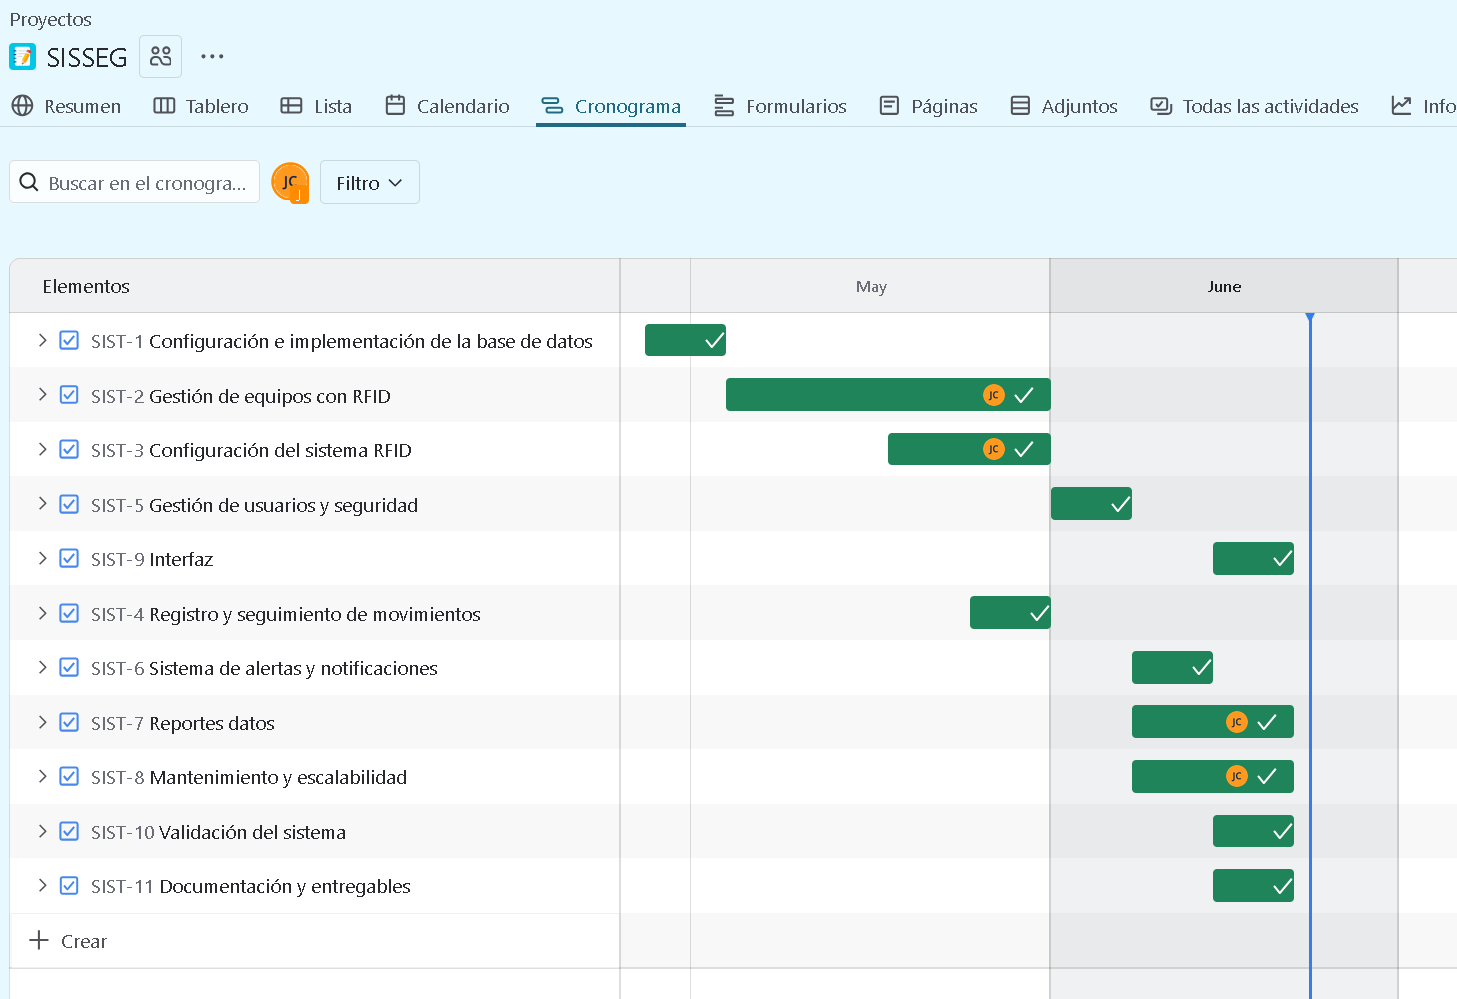 Proyectos
SISSEG
Resumen Tablero Lista Calendario Cronograma Formularios Páginas Adjuntos Todas las actividades Info
Buscar en el cronogra... JC J Filtro
Elementos May June
SIST-1 Configuración e implementación de la base de datos
SIST-2 Gestión de equipos con RFID JC
SIST-3 Configuración del sistema RFID JC
SIST-5 Gestión de usuarios y seguridad
SIST-9 Interfaz
SIST-4 Registro y seguimiento de movimientos
SIST-6 Sistema de alertas y notificaciones
SIST-7 Reportes datos JC
SIST-8 Mantenimiento y escalabilidad JC
SIST-10 Validación del sistema
SIST-11 Documentación y entregables
Crear